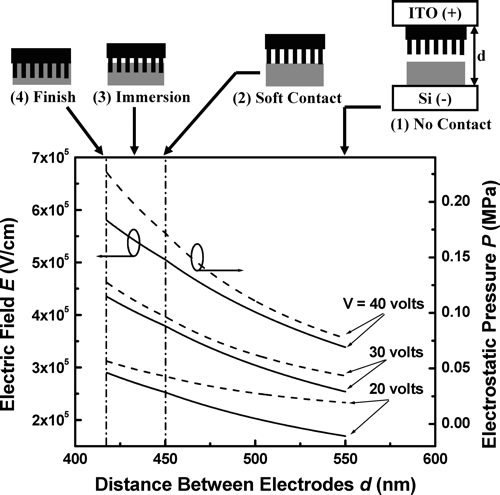 ITO (+)
d
Si (-)
(4) Finish
(3) Immersion
(2) Soft Contact
(1) No Contact
7x10⁵
6x10⁵
5x10⁵
4x10⁵
3x10⁵
2x10⁵
Electric Field E (V/cm)
0.20
0.15
0.10
0.05
0.00
Electrostatic Pressure P (MPa)
V = 40 volts
30 volts
20 volts
400 450 500 550 600
Distance Between Electrodes d (nm)